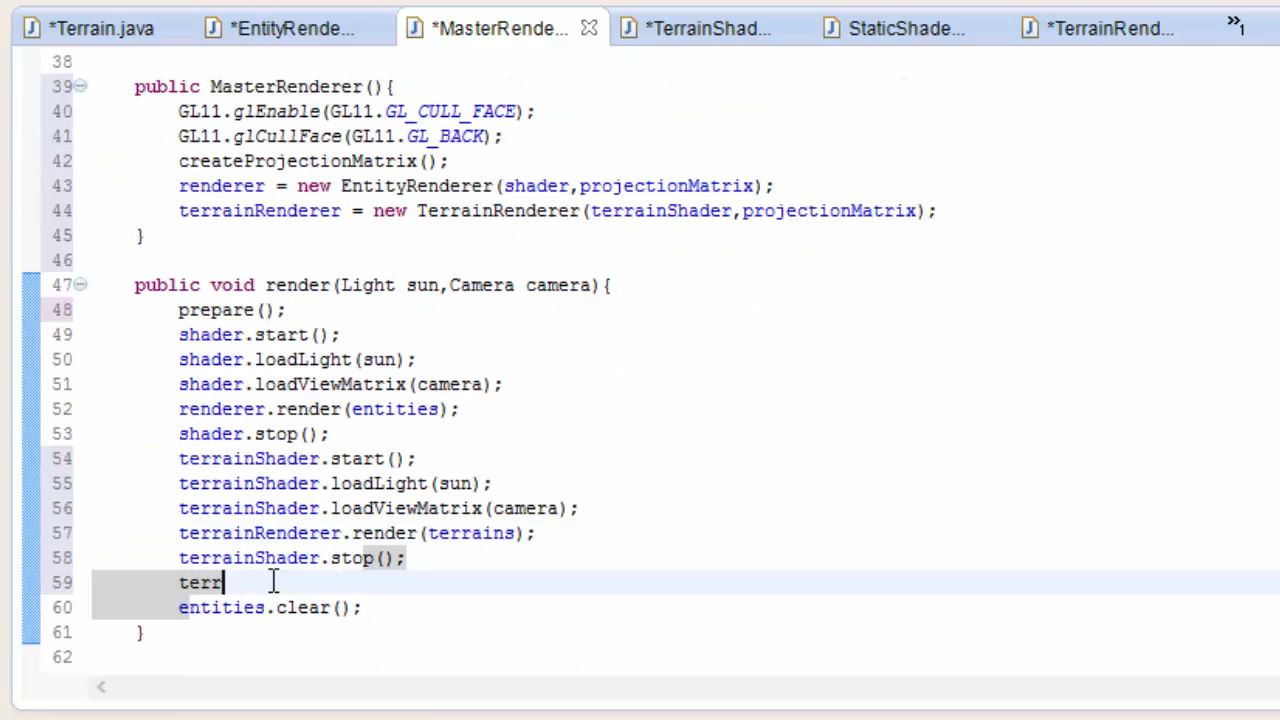 *Terrain.java *EntityRende... *MasterRende... *TerrainShad... StaticShade... *TerrainRend... »1
38
39 public MasterRenderer(){
40 GL11.glEnable(GL11.GL_CULL_FACE);
41 GL11.glCullFace(GL11.GL_BACK);
42 createProjectionMatrix();
43 renderer = new EntityRenderer(shader,projectionMatrix);
44 terrainRenderer = new TerrainRenderer(terrainShader,projectionMatrix);
45 }
46
47 public void render(Light sun,Camera camera){
48 prepare();
49 shader.start();
50 shader.loadLight(sun);
51 shader.loadViewMatrix(camera);
52 renderer.render(entities);
53 shader.stop();
54 terrainShader.start();
55 terrainShader.loadLight(sun);
56 terrainShader.loadViewMatrix(camera);
57 terrainRenderer.render(terrains);
58 terrainShader.stop();
59 terr
60 entities.clear();
61 }
62